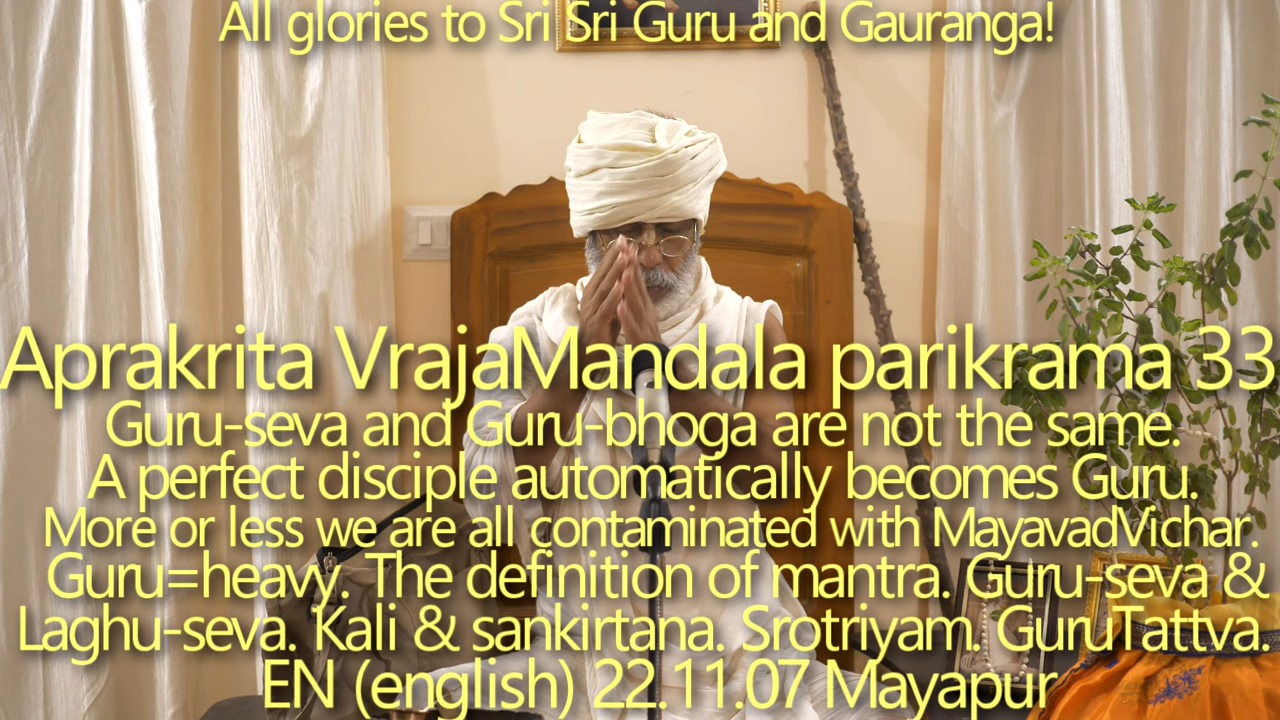 All glories to Sri Sri Guru and Gauranga!
Aprakrita VrajaMandala parikrama 33
Guru-seva and Guru-bhoga are not the same.
A perfect disciple automatically becomes Guru.
More or less we are all contaminated with MayavadVichar.
Guru=heavy. The definition of mantra. Guru-seva &
Laghu-seva. Kali & sankirtana. Srotriyam. GuruTattva.
EN (english) 22.11.07 Mayapur